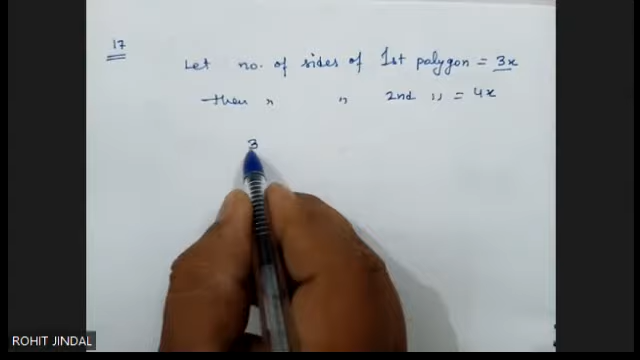 17
Let no. of sides of 1st polygon = 3x
then " " 2nd " = 4x
3
ROHIT JINDAL